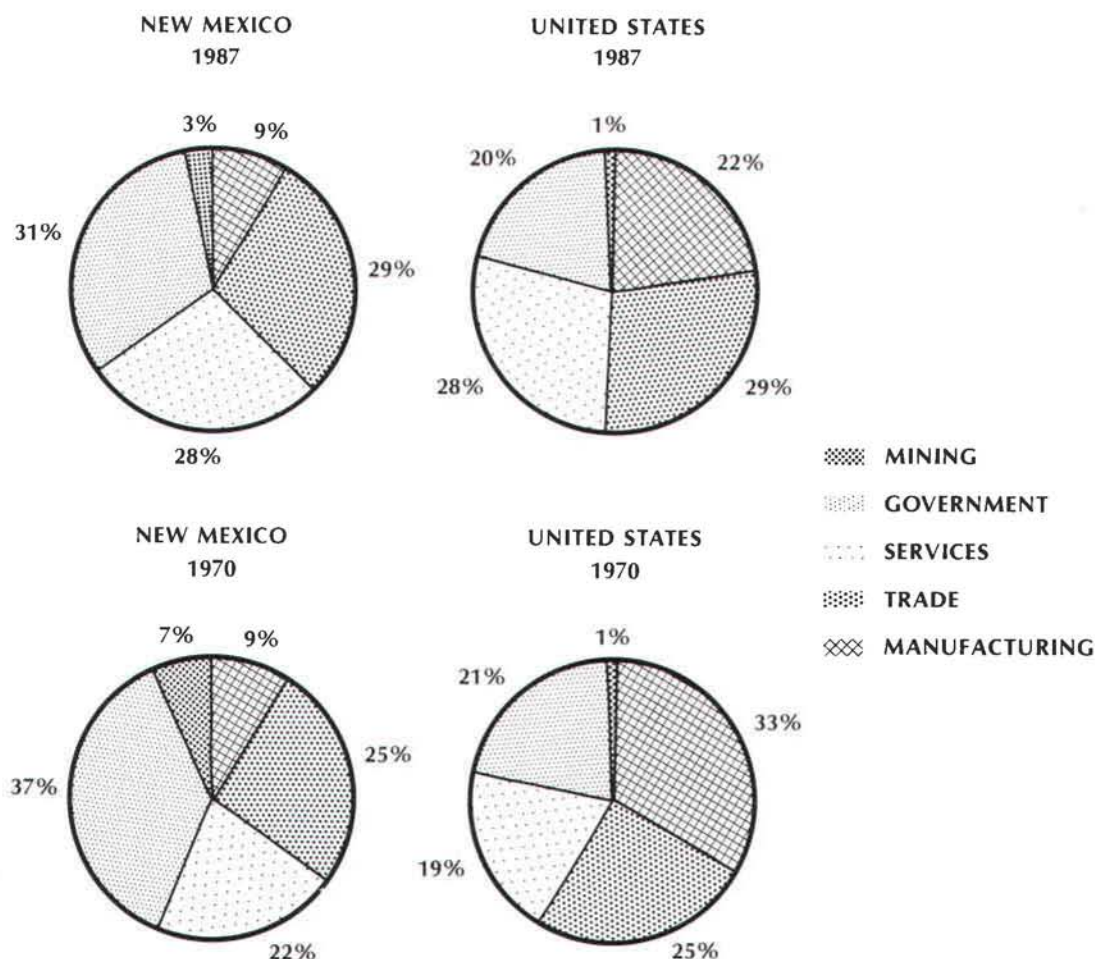 NEW MEXICO
1987
3%
9%
31%
29%
28%
UNITED STATES
1987
1%
20%
22%
28%
29%
MINING
GOVERNMENT
SERVICES
TRADE
MANUFACTURING
NEW MEXICO
1970
7%
9%
37%
25%
22%
UNITED STATES
1970
1%
21%
33%
19%
25%